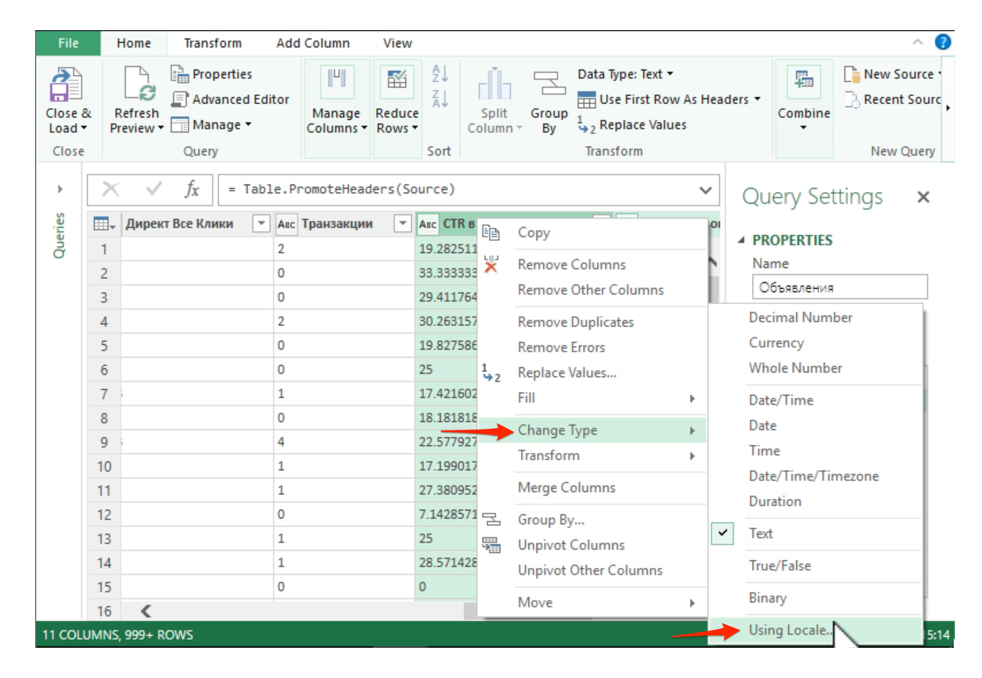 File Home Transform Add Column View
Properties
Advanced Editor
Manage
Close &
Load
Refresh
Preview
Manage
Columns
Reduce
Rows
Split
Column
Group
By
Data Type: Text
Use First Row As Headers
Replace Values
Combine
New Source
Recent Sourc
Close Query Sort Transform New Query
fx = Table.PromoteHeaders(Source)
Queries
Директ Все Клики ABC Транзакции ABC CTR в
1 2 19.282511
2 0 33.333333
3 0 29.411764
4 2 30.263157
5 0 19.827586
6 0 25
7 1 17.421602
8 0 18.181818
9 4 22.577927
10 1 17.199017
11 1 27.380952
12 0 7.1428571
13 1 25
14 1 28.571428
15 0 0
16
Copy
Remove Columns
Remove Other Columns
Remove Duplicates
Remove Errors
Replace Values...
Fill
Change Type
Transform
Merge Columns
Group By...
Unpivot Columns
Unpivot Other Columns
Move
Query Settings
PROPERTIES
Name
Объявления
Decimal Number
Currency
Whole Number
Date/Time
Date
Time
Date/Time/Timezone
Duration
Text
True/False
Binary
Using Locale...
11 COLUMNS, 999+ ROWS
5:14